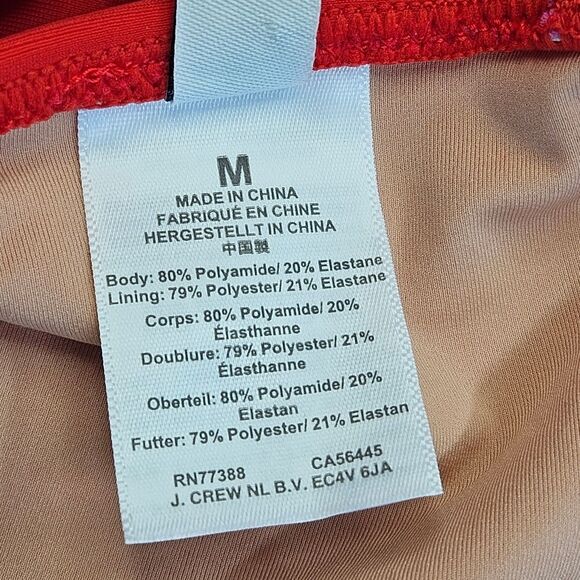 M
MADE IN CHINA
FABRIQUÉ EN CHINE
HERGESTELLT IN CHINA
中国製
Body: 80% Polyamide/ 20% Elastane
Lining: 79% Polyester/ 21% Elastane
Corps: 80% Polyamide/ 20%
Élasthanne
Doublure: 79% Polyester/ 21%
Élasthanne
Oberteil: 80% Polyamide/ 20%
Elastan
Futter: 79% Polyester/ 21% Elastan
RN77388 CA56445
J. CREW NL B.V. EC4V 6JA